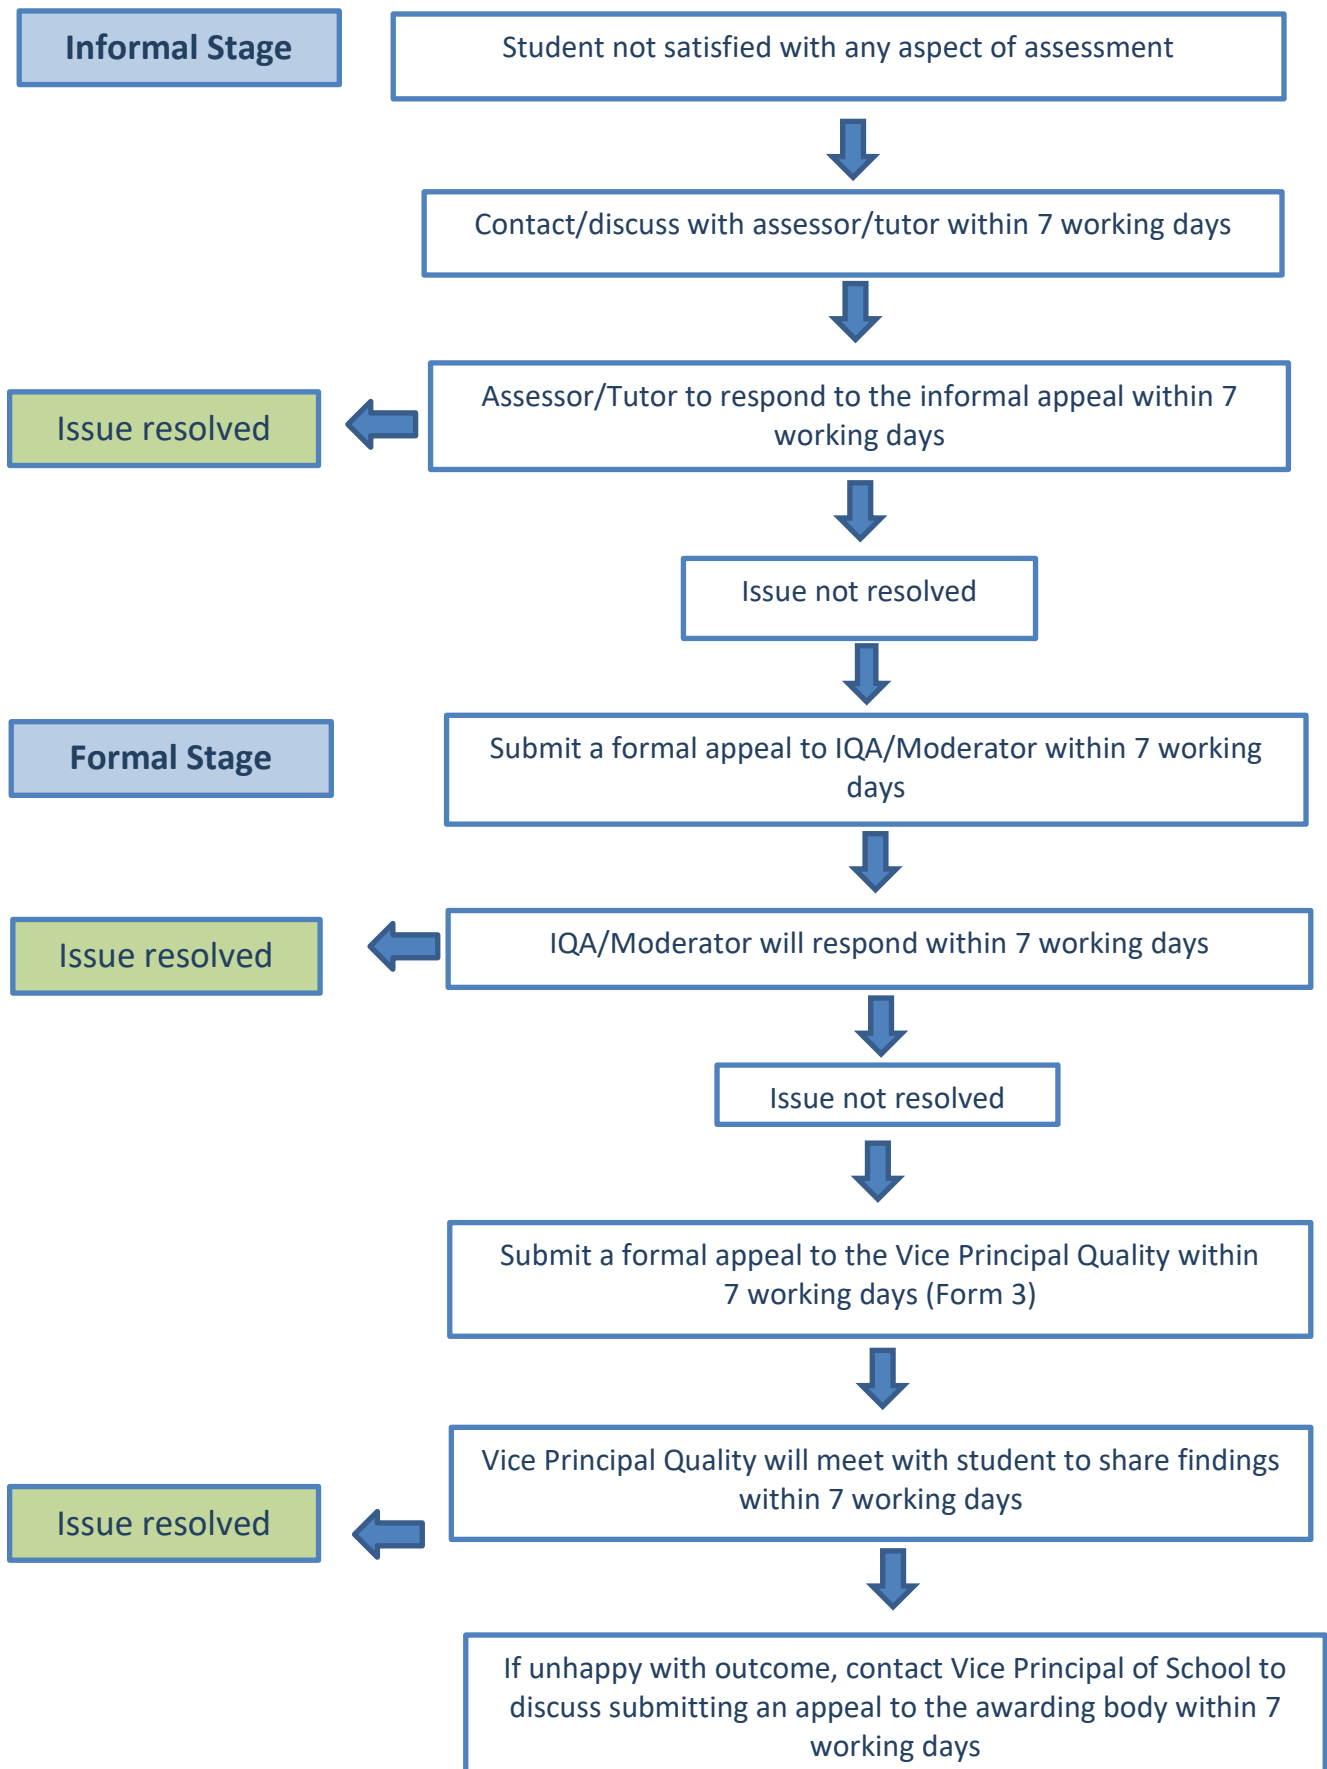 Informal Stage
Student not satisfied with any aspect of assessment
Contact/discuss with assessor/tutor within 7 working days
Assessor/Tutor to respond to the informal appeal within 7
working days
Issue resolved
Issue not resolved
Formal Stage
Submit a formal appeal to IQA/Moderator within 7 working
days
IQA/Moderator will respond within 7 working days
Issue resolved
Issue not resolved
Submit a formal appeal to the Vice Principal Quality within
7 working days (Form 3)
Vice Principal Quality will meet with student to share findings
within 7 working days
Issue resolved
If unhappy with outcome, contact Vice Principal of School to
discuss submitting an appeal to the awarding body within 7
working days